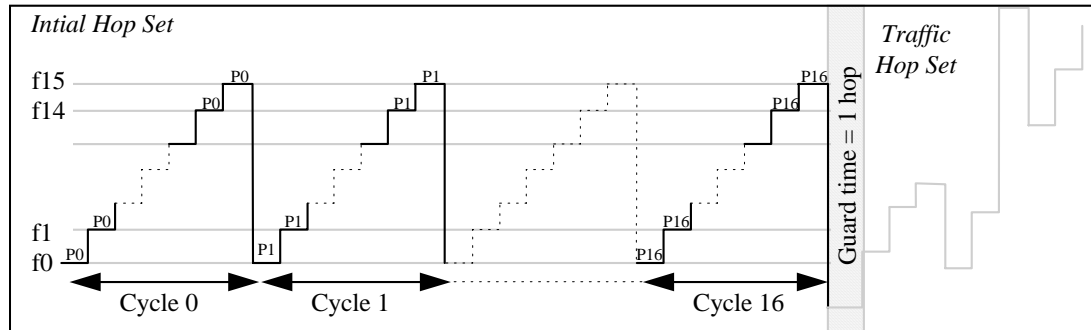 Intial Hop Set
Traffic
Hop Set
f15
f14
f1
f0
P0
P0
P0
P0
P1
P1
P1
P1
P16
P16
P16
P16
Guard time = 1 hop
Cycle 0
Cycle 1
Cycle 16